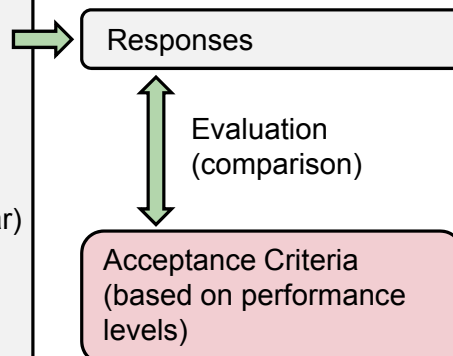 Responses
Evaluation
(comparison)
Acceptance Criteria
(based on performance
levels)